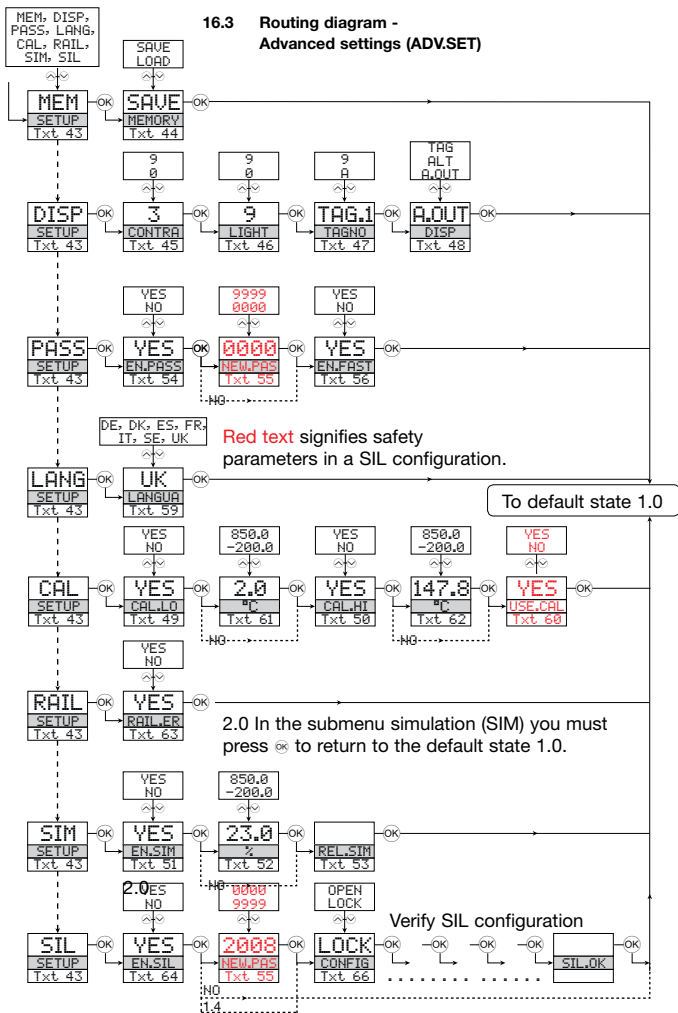 16.3 Routing diagram -
Advanced settings (ADV.SET)
MEM, DISP,
PASS, LANG,
CAL, RAIL,
SIM, SIL
SAVE
LOAD
MEM OK SAVE OK
SETUP MEMORY
Txt 43 Txt 44
9 9 9 TAG
0 0 A ALT
A.OUT
DISP OK 3 OK 9 OK TAG.1 OK A.OUT OK
SETUP CONTRA LIGHT TAGNO DISP
Txt 43 Txt 45 Txt 46 Txt 47 Txt 48
YES 9999 YES
NO 0000 NO
PASS OK YES OK 0000 OK YES OK
SETUP EN.PASS NEW.PAS EN.FAST
Txt 43 Txt 54 Txt 55 Txt 56
NO
DE, DK, ES, FR,
IT, SE, UK
Red text signifies safety
parameters in a SIL configuration.
LANG OK UK OK
SETUP LANGUA
Txt 43 Txt 59
To default state 1.0
YES 850.0 YES 850.0 YES
NO -200.0 NO -200.0 NO
CAL OK YES OK 2.0 OK YES OK 147.8 OK YES OK
SETUP CAL.LO °C CAL.HI °C USE.CAL
Txt 43 Txt 49 Txt 61 Txt 50 Txt 62 Txt 60
NO NO
YES
NO
RAIL OK YES OK
SETUP RAIL.ER
Txt 43 Txt 63
2.0 In the submenu simulation (SIM) you must
press OK to return to the default state 1.0.
YES 850.0
NO -200.0
SIM OK YES OK 23.0 OK OK
SETUP EN.SIM % REL.SIM
Txt 43 Txt 51 Txt 52 Txt 53
NO
2.0
YES 0000 OPEN
NO 9999 LOCK
Verify SIL configuration
SIL OK YES OK 2008 OK LOCK OK OK OK OK OK
SETUP EN.SIL NEW.PAS CONFIG SIL.OK
Txt 43 Txt 64 Txt 55 Txt 66
NO
1.4